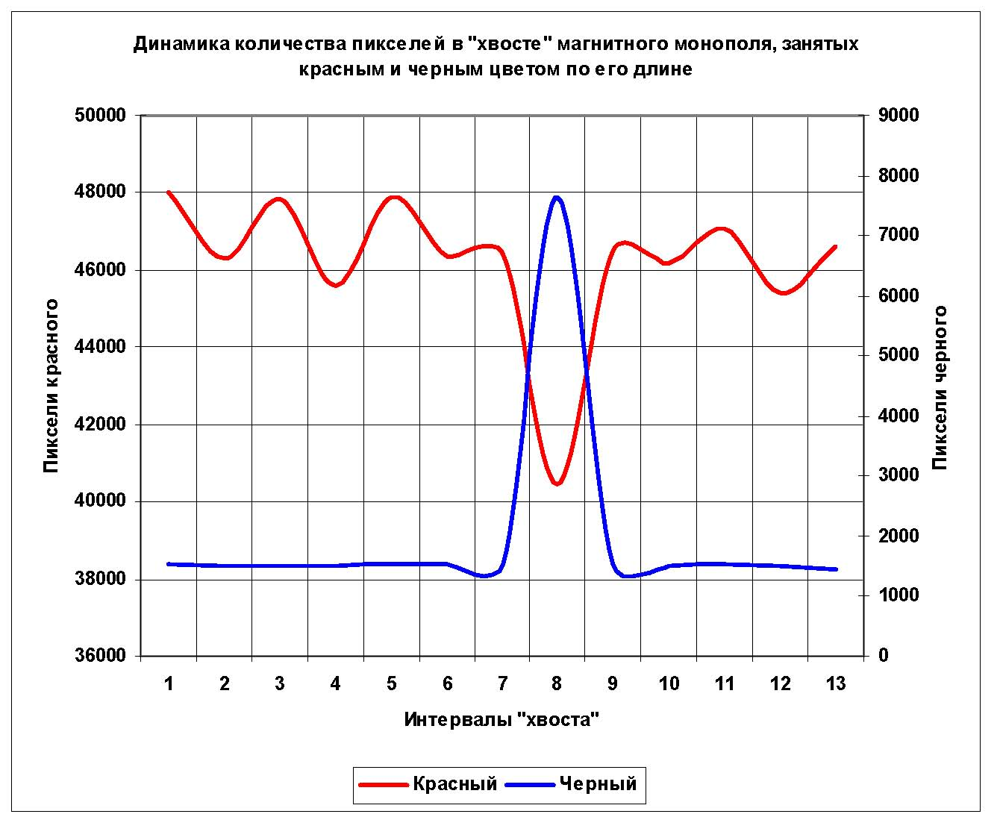 Динамика количества пикселей в "хвосте" магнитного монополя, занятых
красным и черным цветом по его длине
50000
48000
46000
44000
42000
40000
38000
36000
Пиксели красного
9000
8000
7000
6000
5000
4000
3000
2000
1000
0
Пиксели черного
1 2 3 4 5 6 7 8 9 10 11 12 13
Интервалы "хвоста"
Красный Черный